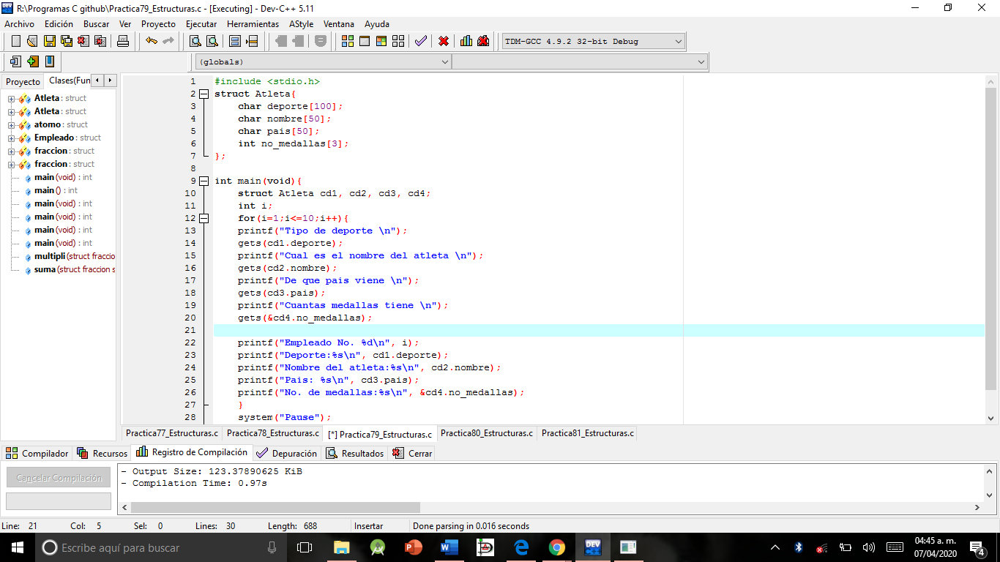 R:\Programas C github\Practica79_Estructuras.c - [Executing] - Dev-C++ 5.11
Archivo Edición Buscar Ver Proyecto Ejecutar Herramientas AStyle Ventana Ayuda
TDM-GCC 4.9.2 32-bit Debug
(globals)
Proyecto Clases(Fun
Atleta : struct
Atleta : struct
atomo : struct
Empleado : struct
fraccion : struct
fraccion : struct
main (void) : int
main () : int
main (void) : int
main (void) : int
main (void) : int
main (void) : int
multipli (struct fraccio
suma (struct fraccion s
1 #include <stdio.h>
2 struct Atleta{
3 char deporte[100];
4 char nombre[50];
5 char pais[50];
6 int no_medallas[3];
7 };
8
9 int main(void){
10 struct Atleta cd1, cd2, cd3, cd4;
11 int i;
12 for(i=1;i<=10;i++){
13 printf("Tipo de deporte \n");
14 gets(cd1.deporte);
15 printf("Cual es el nombre del atleta \n");
16 gets(cd2.nombre);
17 printf("De que pais viene \n");
18 gets(cd3.pais);
19 printf("Cuantas medallas tiene \n");
20 gets(&cd4.no_medallas);
21
22 printf("Empleado No. %d\n", i);
23 printf("Deporte:%s\n", cd1.deporte);
24 printf("Nombre del atleta:%s\n", cd2.nombre);
25 printf("Pais: %s\n", cd3.pais);
26 printf("No. de medallas:%s\n", &cd4.no_medallas);
27 }
28 system("Pause");
Practica77_Estructuras.c Practica78_Estructuras.c [*] Practica79_Estructuras.c Practica80_Estructuras.c Practica81_Estructuras.c
Compilador Recursos Registro de Compilación Depuración Resultados Cerrar
Cancelar Compilación
- Output Size: 123.37890625 KiB
- Compilation Time: 0.97s
Line: 21 Col: 5 Sel: 0 Lines: 30 Length: 688 Insertar Done parsing in 0.016 seconds
Escribe aquí para buscar
04:45 a. m.
07/04/2020
4